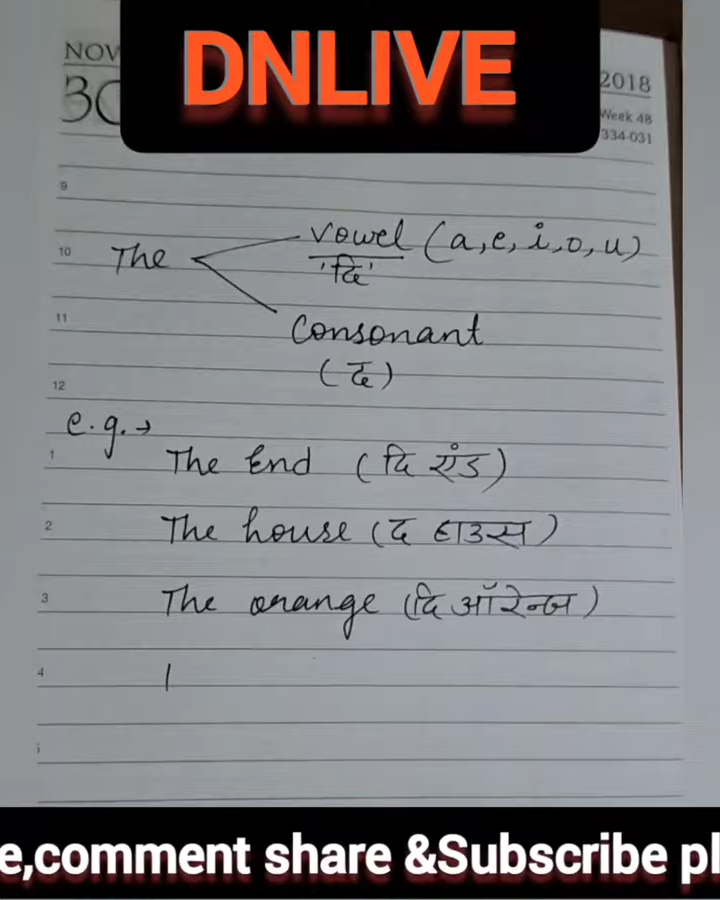 DNLIVE
NOV 2018
30
Week 48
334-031
9
10 The vowel (a, e, i, o, u)
'दि'
11 Consonant
(द)
12
e.g.→
1 The End (दि एंड)
2 The house (द हाउस)
3 The orange (दि ऑरेन्ज)
4
e,comment share &Subscribe pl